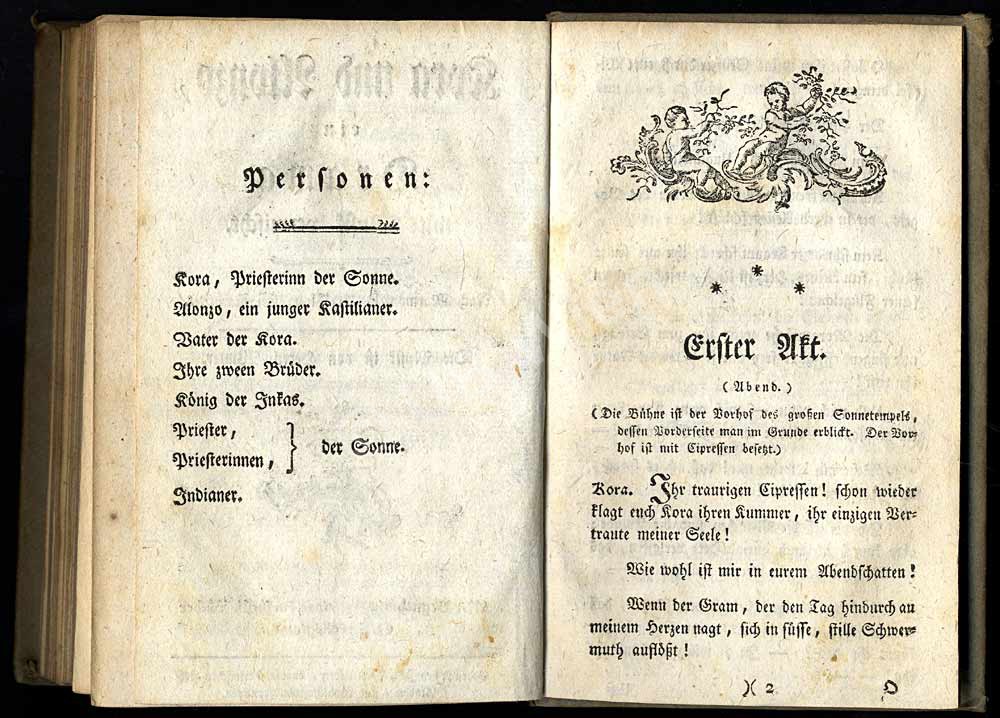 Personen:
Kora, Priesterinn der Sonne.
Alonzo, ein junger Kastilianer.
Vater der Kora.
Ihre zween Brüder.
König der Inkas.
Priester,
Priesterinnen, } der Sonne.
Indianer.
* * *
Erster Akt.
(Abend.)
(Die Bühne ist der Vorhof des großen Sonnetempels,
dessen Vorderseite man im Grunde erblickt. Der Vor-
hof ist mit Cipressen besetzt.)
Kora. Ihr traurigen Cipressen! schon wieder
klagt euch Kora ihren Kummer, ihr einzigen Ver-
traute meiner Seele!
Wie wohl ist mir in eurem Abendschatten!
Wenn der Gram, der den Tag hindurch an
meinem Herzen nagt, sich in süsse, stille Schwer-
muth auflößt!
)( 2 O